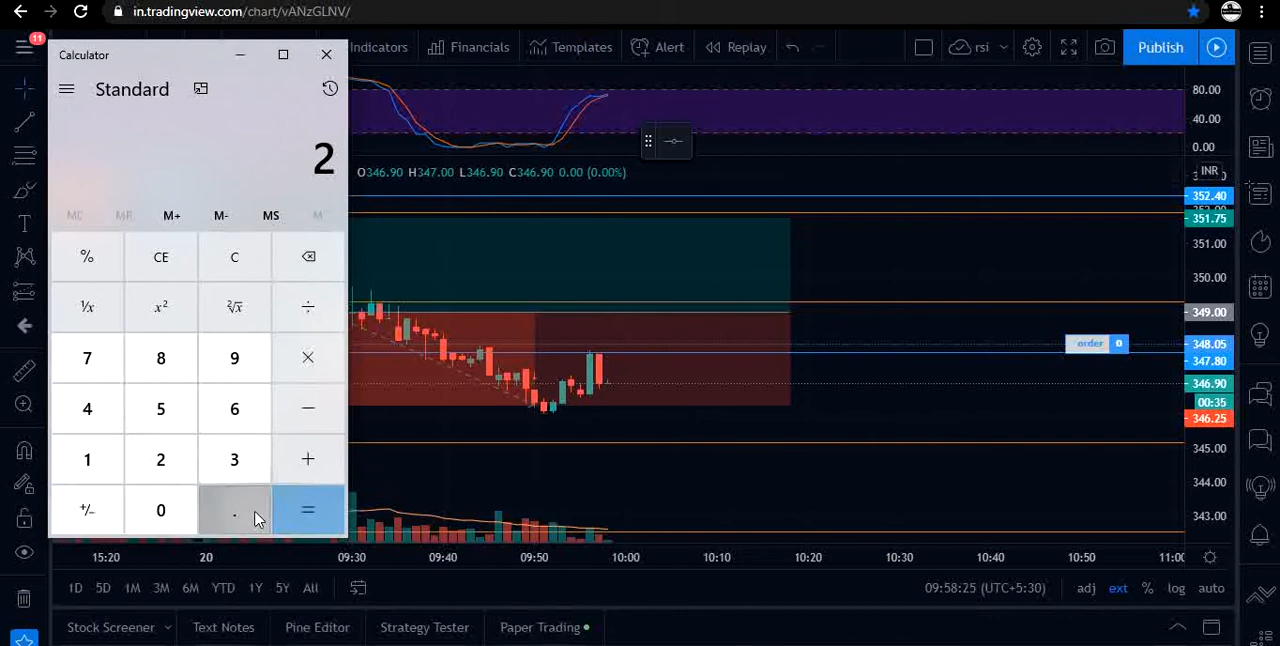 in.tradingview.com/chart/vANzGLNV/
11
Indicators
Financials
Templates
Alert
Replay
rsi
Publish
Calculator
Standard
2
MC MR M+ M- MS M
% CE C
¹/x x² ²√x ÷
7 8 9 ×
4 5 6 −
1 2 3 +
+/− 0 . =
O346.90 H347.00 L346.90 C346.90 0.00 (0.00%)
80.00
40.00
0.00
INR
352.40
351.75
351.00
350.00
349.00
order 0
348.05
347.80
346.90
00:35
346.25
345.00
344.00
343.00
15:20 20 09:30 09:40 09:50 10:00 10:10 10:20 10:30 10:40 10:50 11:00
1D 5D 1M 3M 6M YTD 1Y 5Y All
09:58:25 (UTC+5:30) adj ext % log auto
Stock Screener Text Notes Pine Editor Strategy Tester Paper Trading